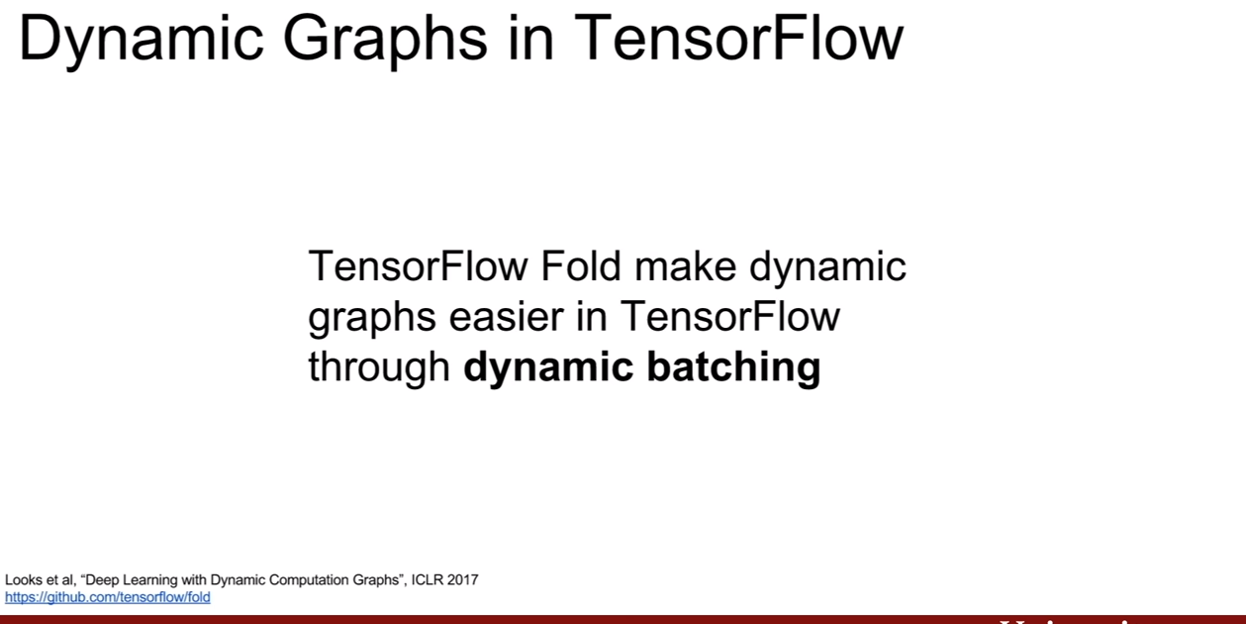 Dynamic Graphs in TensorFlow
TensorFlow Fold make dynamic
graphs easier in TensorFlow
through dynamic batching
Looks et al, “Deep Learning with Dynamic Computation Graphs”, ICLR 2017
https://github.com/tensorflow/fold